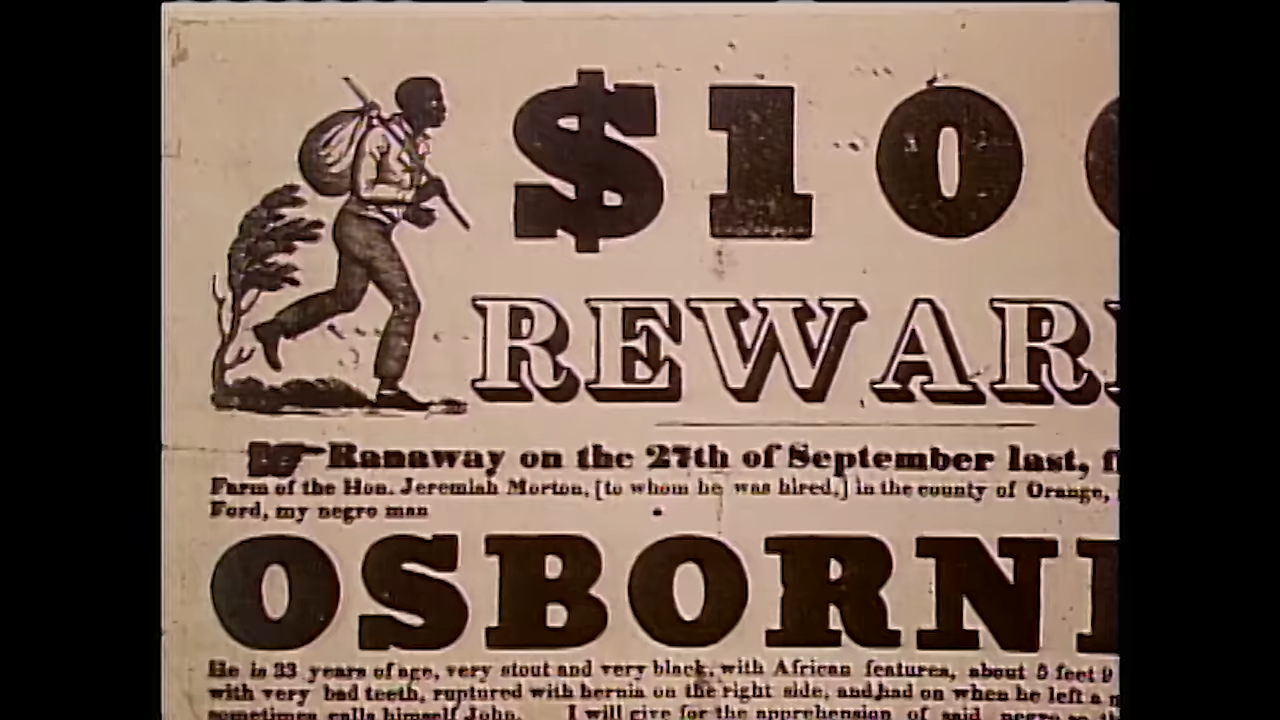 $10
REWAR
Ranaway on the 27th of September last,
Farm of the Hon. Jeremiah Morton, [to whom he was hired,] in the county of Orange,
Ford, my negro man
OSBORN
He is 33 years of age, very stout and very black, with African features, about 5 feet 9
with very bad teeth, ruptured with hernia on the right side, and had on when he left a
sometimes calls himself John. I will give for the apprehension of said negro